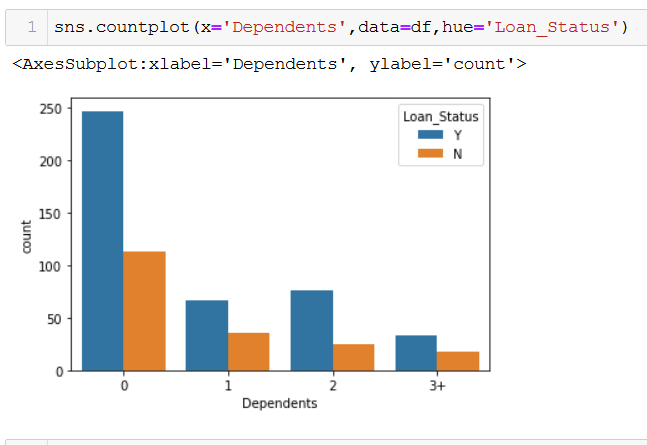 1 sns.countplot(x='Dependents',data=df,hue='Loan_Status')
<AxesSubplot:xlabel='Dependents', ylabel='count'>
250
200
150
100
50
0
count
Loan_Status
Y
N
0 1 2 3+
Dependents